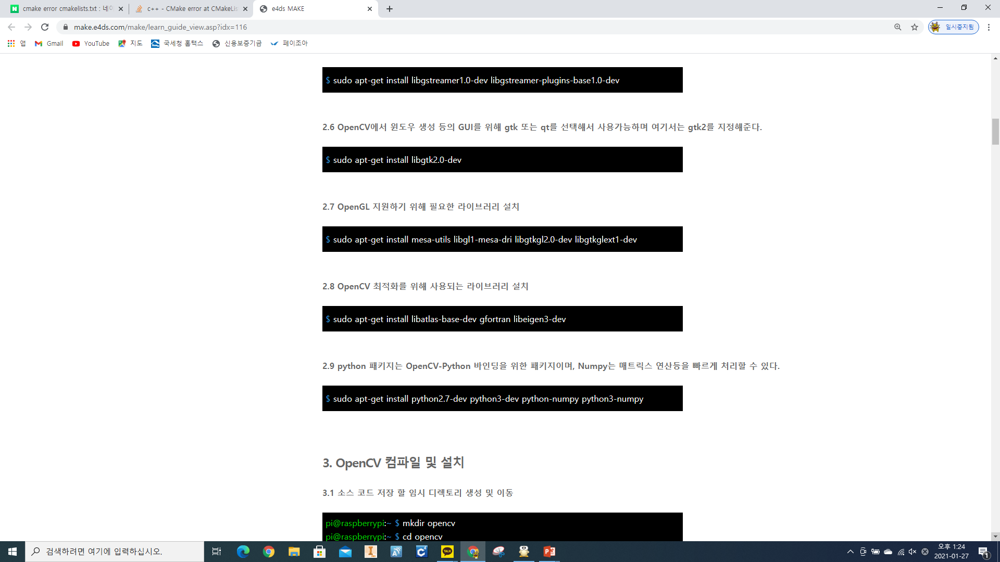 cmake error cmakelists.txt : 네이
c++ - CMake error at CMakeLis
e4ds MAKE
make.e4ds.com/make/learn_guide_view.asp?idx=116
일시중지됨
앱
Gmail
YouTube
지도
국세청 홈택스
신용보증기금
페이조아
$ sudo apt-get install libgstreamer1.0-dev libgstreamer-plugins-base1.0-dev
2.6 OpenCV에서 윈도우 생성 등의 GUI를 위해 gtk 또는 qt를 선택해서 사용가능하며 여기서는 gtk2를 지정해준다.
$ sudo apt-get install libgtk2.0-dev
2.7 OpenGL 지원하기 위해 필요한 라이브러리 설치
$ sudo apt-get install mesa-utils libgl1-mesa-dri libgtkgl2.0-dev libgtkglext1-dev
2.8 OpenCV 최적화를 위해 사용되는 라이브러리 설치
$ sudo apt-get install libatlas-base-dev gfortran libeigen3-dev
2.9 python 패키지는 OpenCV-Python 바인딩을 위한 패키지이며, Numpy는 매트릭스 연산등을 빠르게 처리할 수 있다.
$ sudo apt-get install python2.7-dev python3-dev python-numpy python3-numpy
3. OpenCV 컴파일 및 설치
3.1 소스 코드 저장 할 임시 디렉토리 생성 및 이동
pi@raspberrypi:~ $ mkdir opencv
pi@raspberrypi:~ $ cd opencv
검색하려면 여기에 입력하십시오.
TALK
오후 1:24
2021-01-27
1